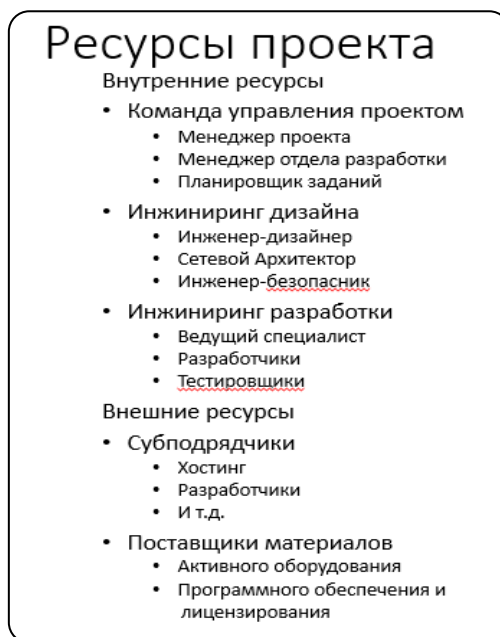 Ресурсы проекта
Внутренние ресурсы
• Команда управления проектом
• Менеджер проекта
• Менеджер отдела разработки
• Планировщик заданий
• Инжиниринг дизайна
• Инженер-дизайнер
• Сетевой Архитектор
• Инженер-безопасник
• Инжиниринг разработки
• Ведущий специалист
• Разработчики
• Тестировщики
Внешние ресурсы
• Субподрядчики
• Хостинг
• Разработчики
• И т.д.
• Поставщики материалов
• Активного оборудования
• Программного обеспечения и
лицензирования